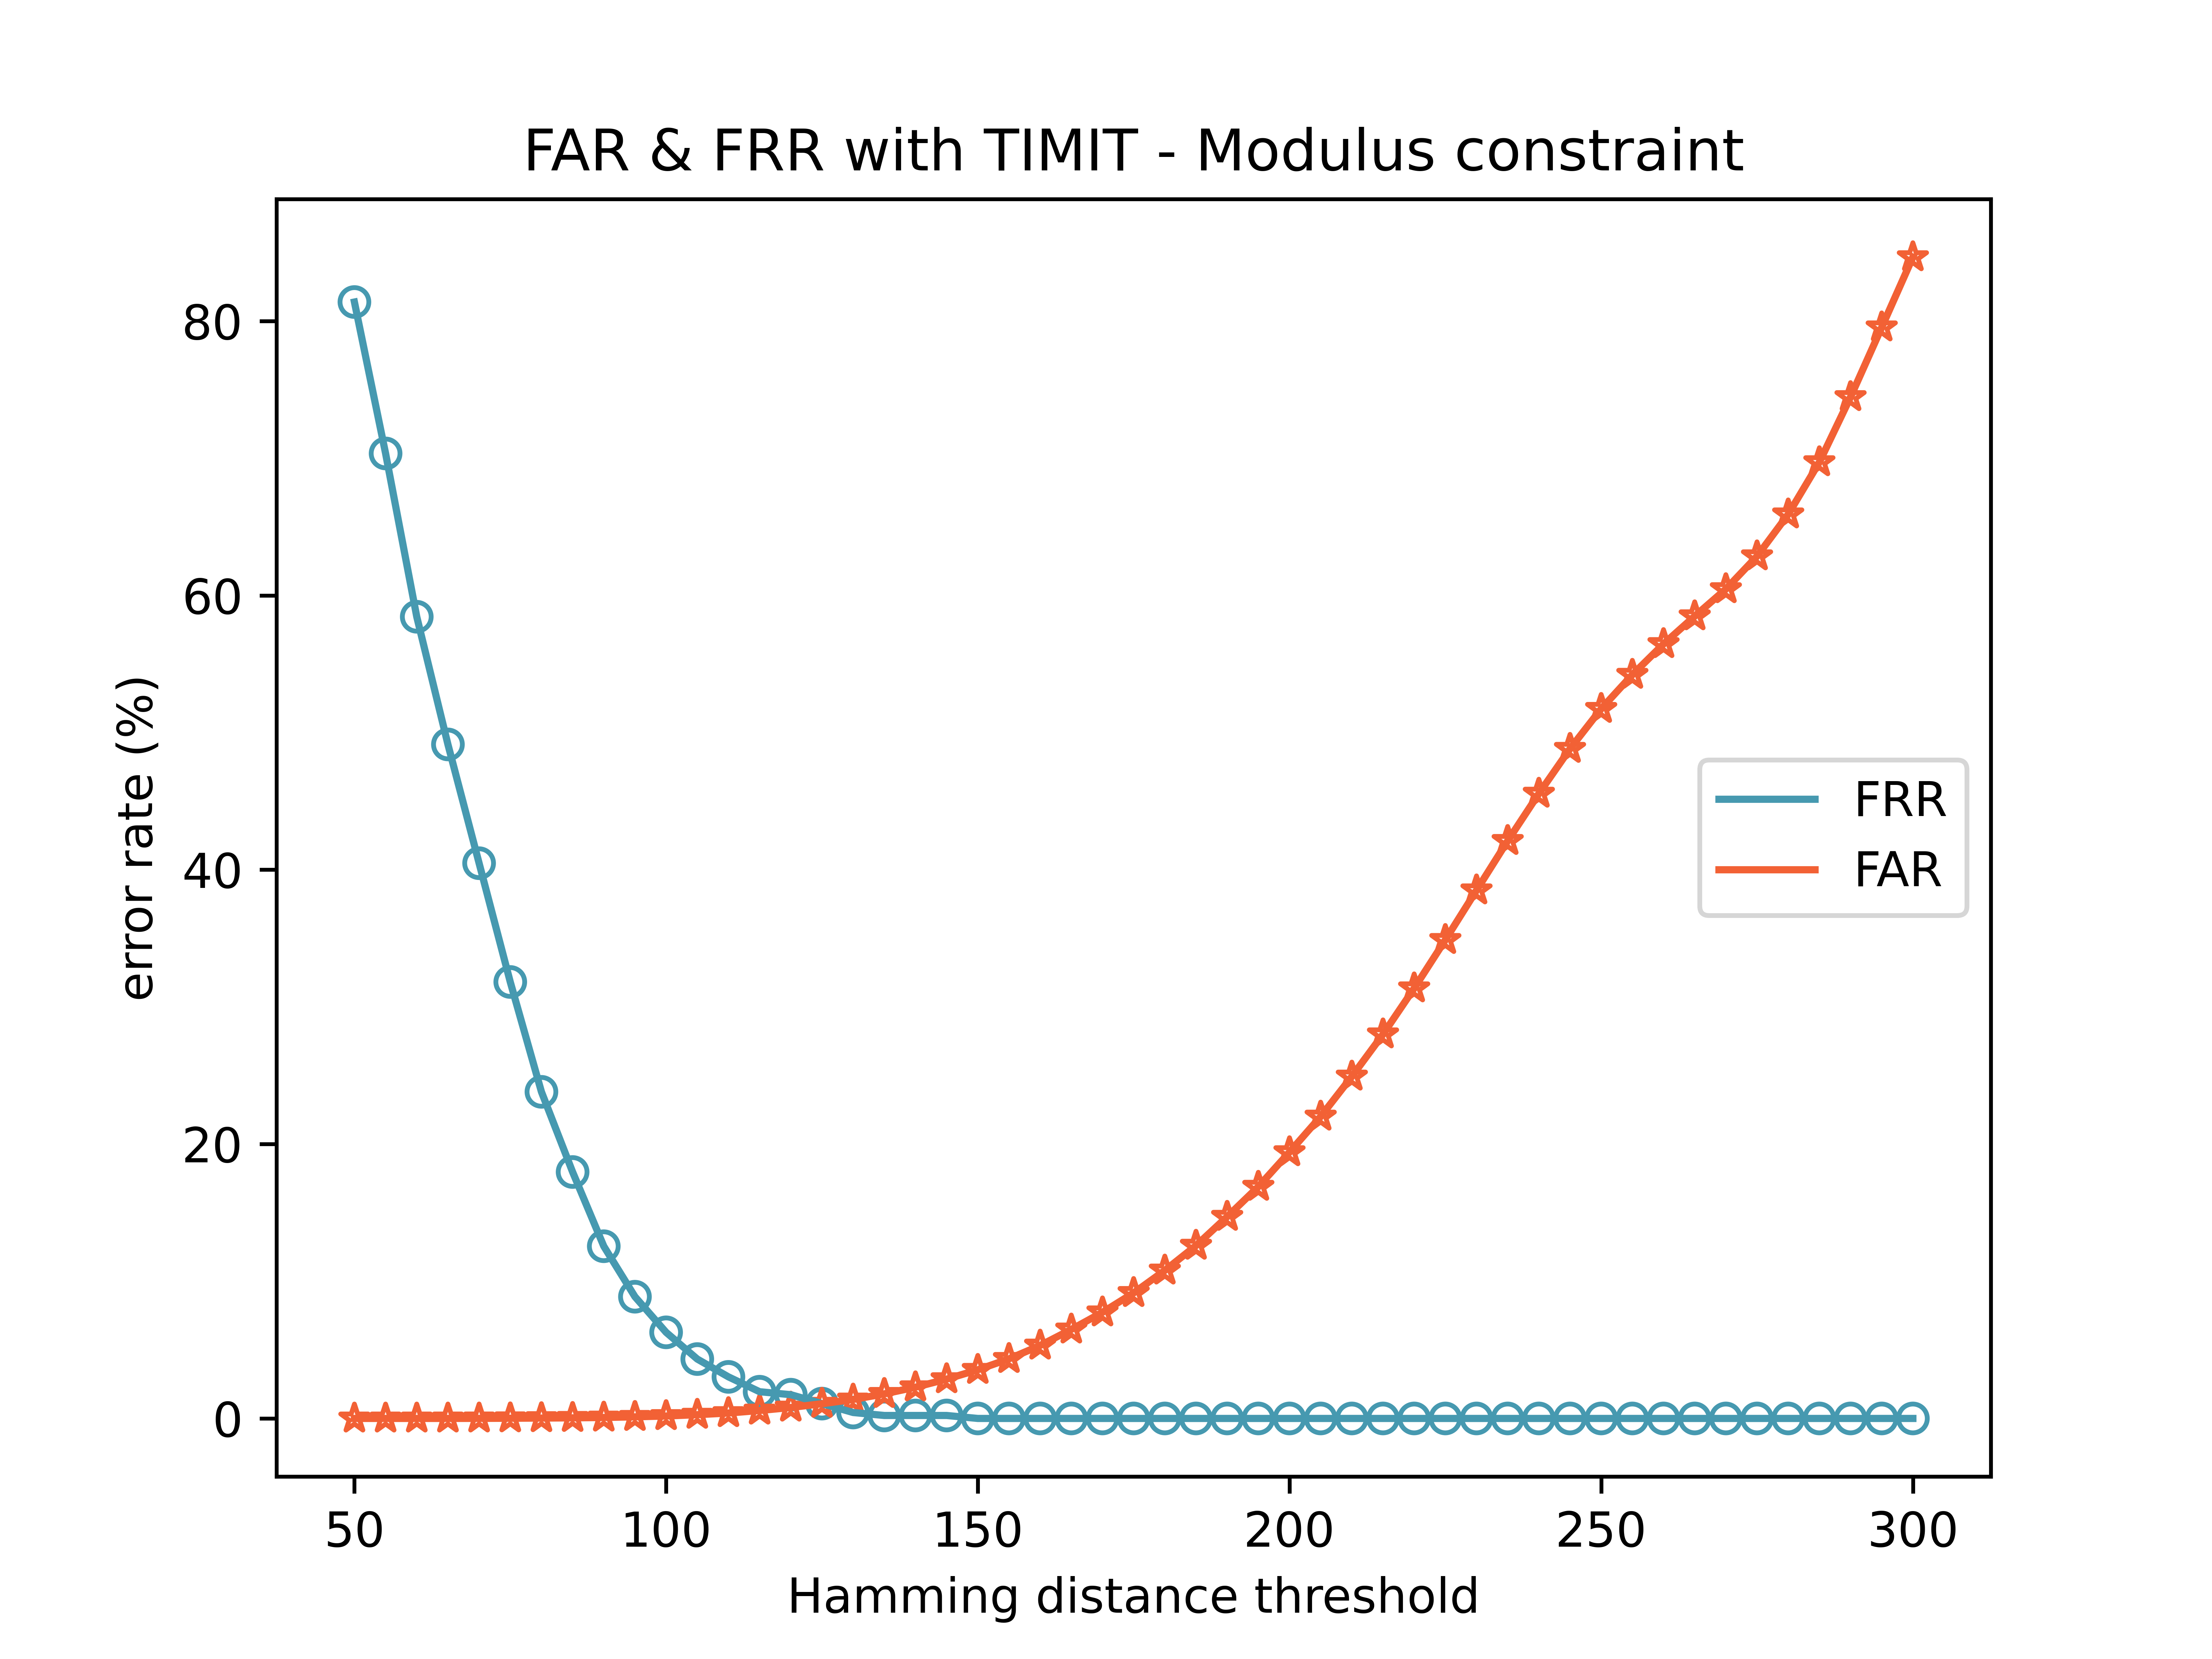 FAR & FRR with TIMIT - Modulus constraint
error rate (%)
80
60
40
20
0
FRR
FAR
50 100 150 200 250 300
Hamming distance threshold